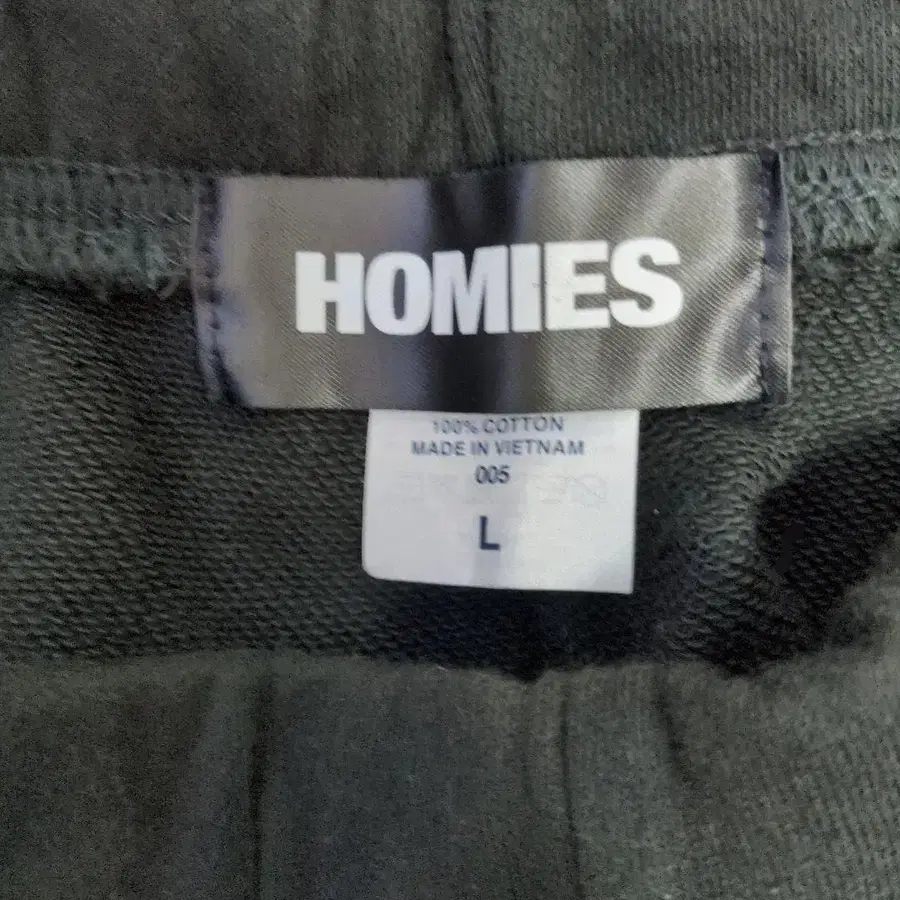 HOMIES
100% COTTON
MADE IN VIETNAM
005
L